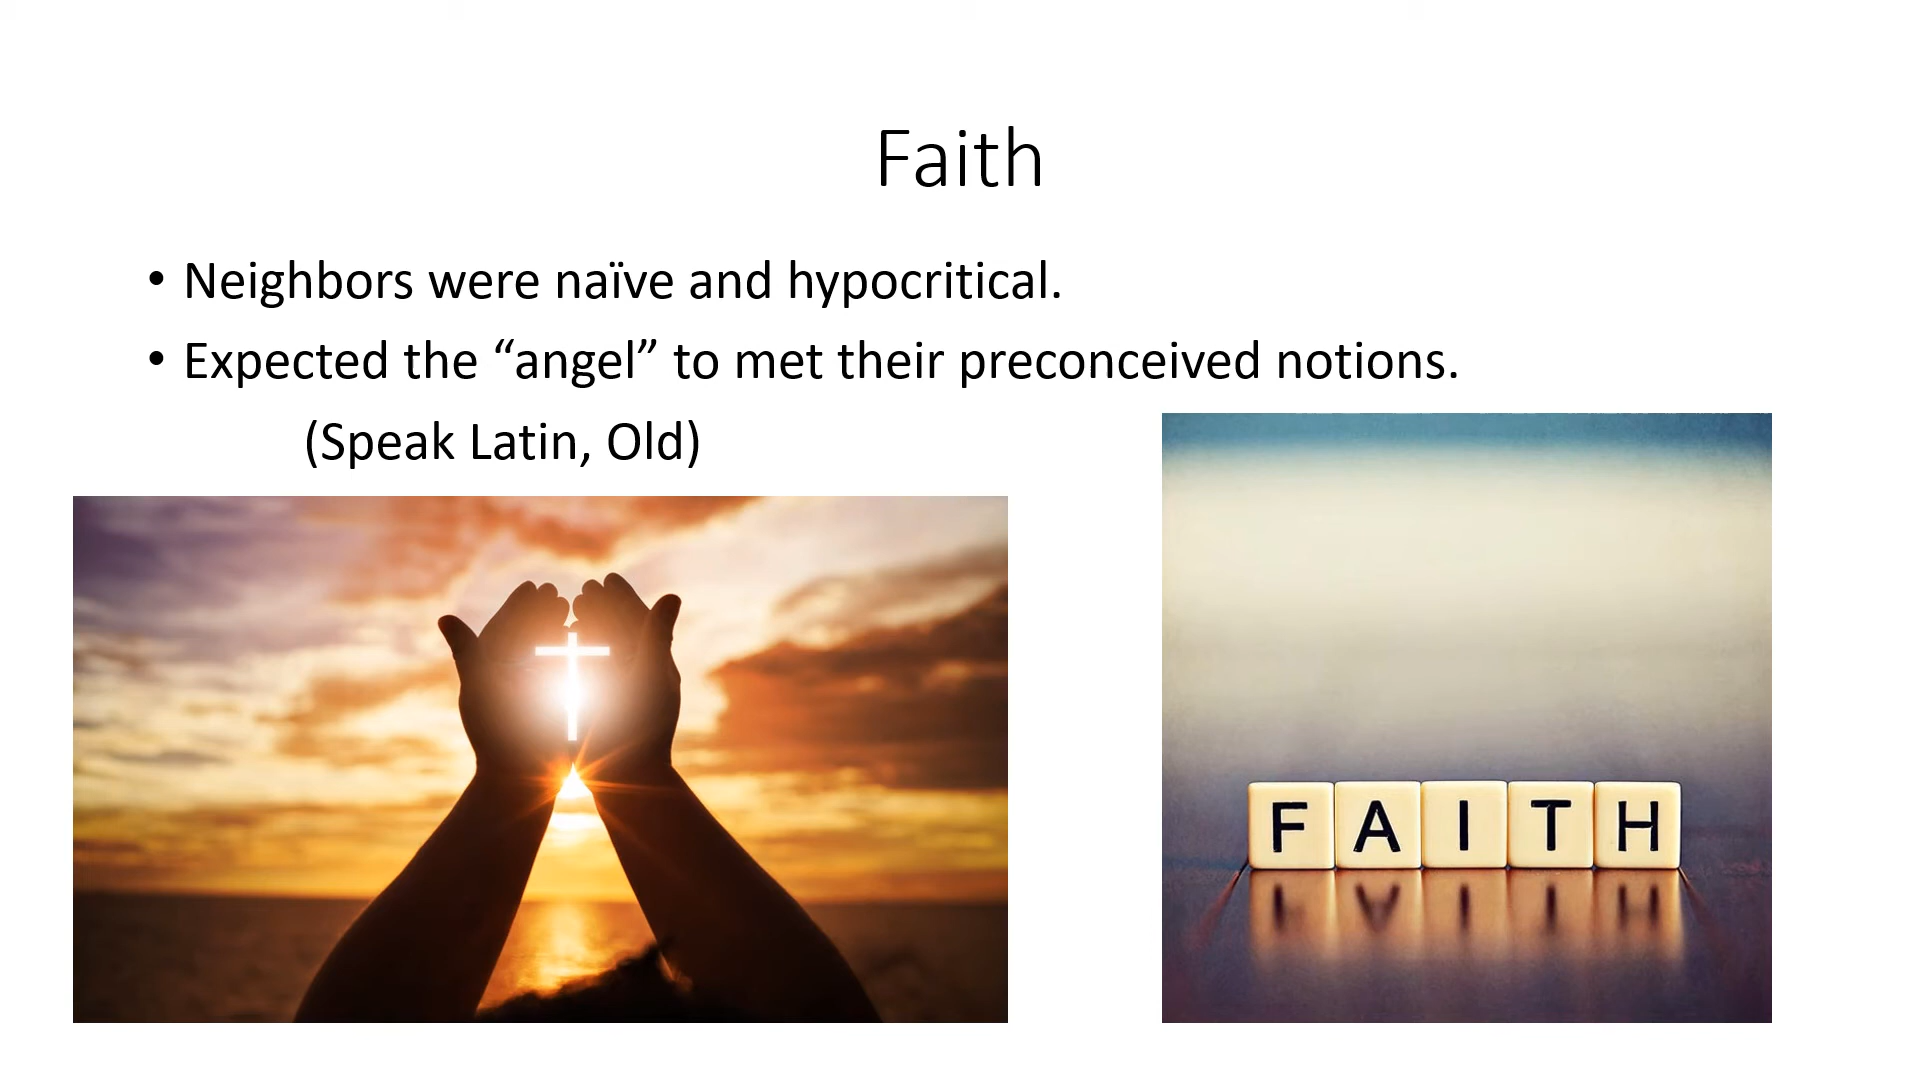 Faith
• Neighbors were naïve and hypocritical.
• Expected the “angel” to met their preconceived notions.
(Speak Latin, Old)
FAITH